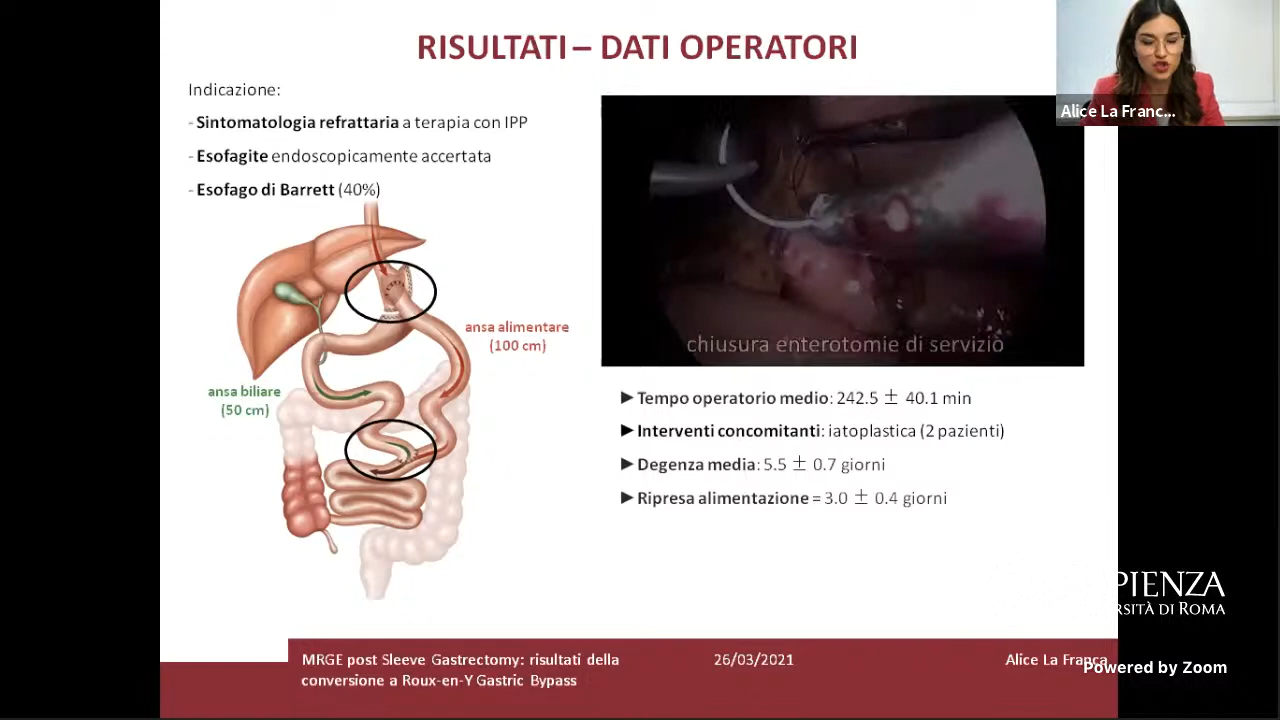 RISULTATI – DATI OPERATORI
Indicazione:
- Sintomatologia refrattaria a terapia con IPP
- Esofagite endoscopicamente accertata
- Esofago di Barrett (40%)
ansa alimentare
(100 cm)
ansa biliare
(50 cm)
Alice La Franc...
chiusura enterotomie di servizio
►Tempo operatorio medio: 242.5 ± 40.1 min
►Interventi concomitanti: iatoplastica (2 pazienti)
►Degenza media: 5.5 ± 0.7 giorni
►Ripresa alimentazione = 3.0 ± 0.4 giorni
PIENZA
RSITÀ DI ROMA
MRGE post Sleeve Gastrectomy: risultati della
conversione a Roux-en-Y Gastric Bypass
26/03/2021
Alice La Franca
Powered by Zoom